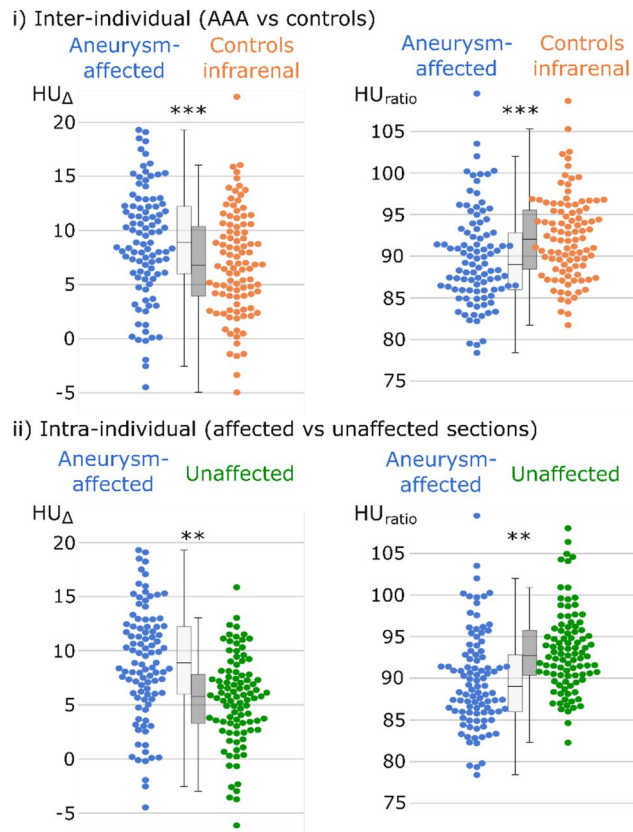 i) Inter-individual (AAA vs controls)
Aneurysm-
affected
Controls
infrarenal
HUΔ
***
20
15
10
5
0
-5
Aneurysm-
affected
Controls
infrarenal
HUratio
***
105
100
95
90
85
80
75
ii) Intra-individual (affected vs unaffected sections)
Aneurysm-
affected
Unaffected
HUΔ
**
20
15
10
5
0
-5
Aneurysm-
affected
Unaffected
HUratio
**
105
100
95
90
85
80
75